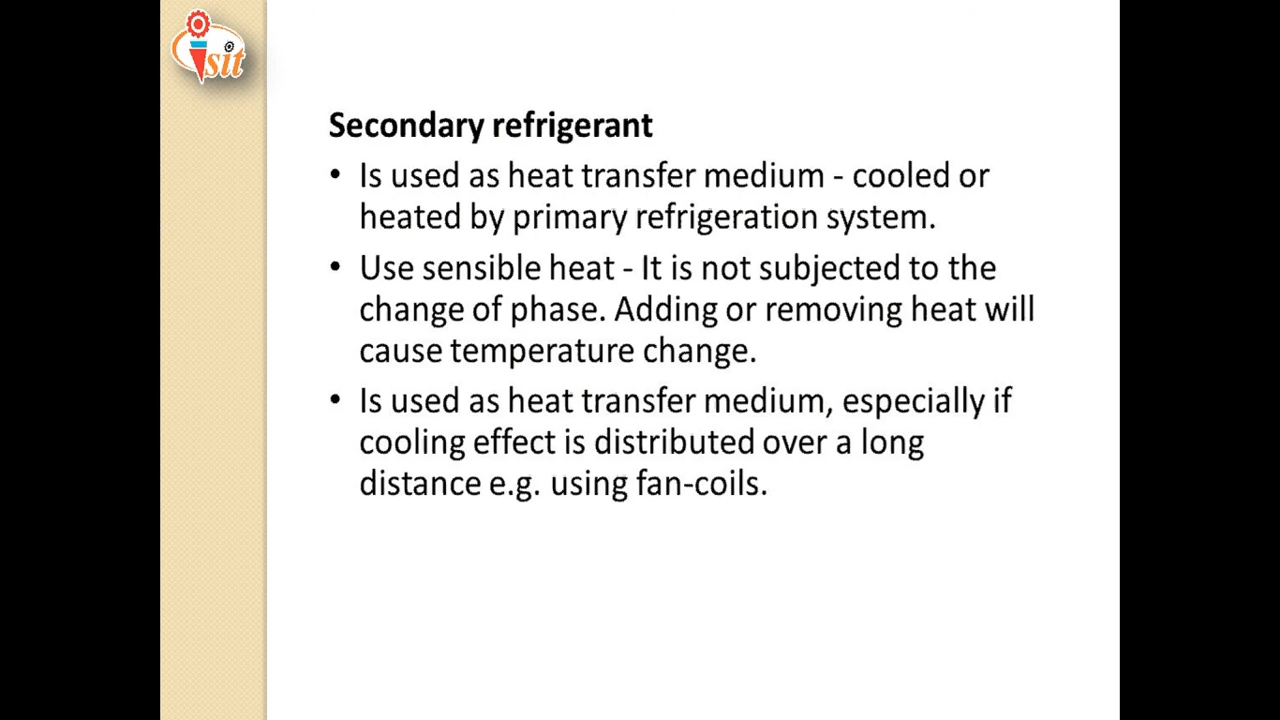 isit
Secondary refrigerant
• Is used as heat transfer medium - cooled or
heated by primary refrigeration system.
• Use sensible heat - It is not subjected to the
change of phase. Adding or removing heat will
cause temperature change.
• Is used as heat transfer medium, especially if
cooling effect is distributed over a long
distance e.g. using fan-coils.